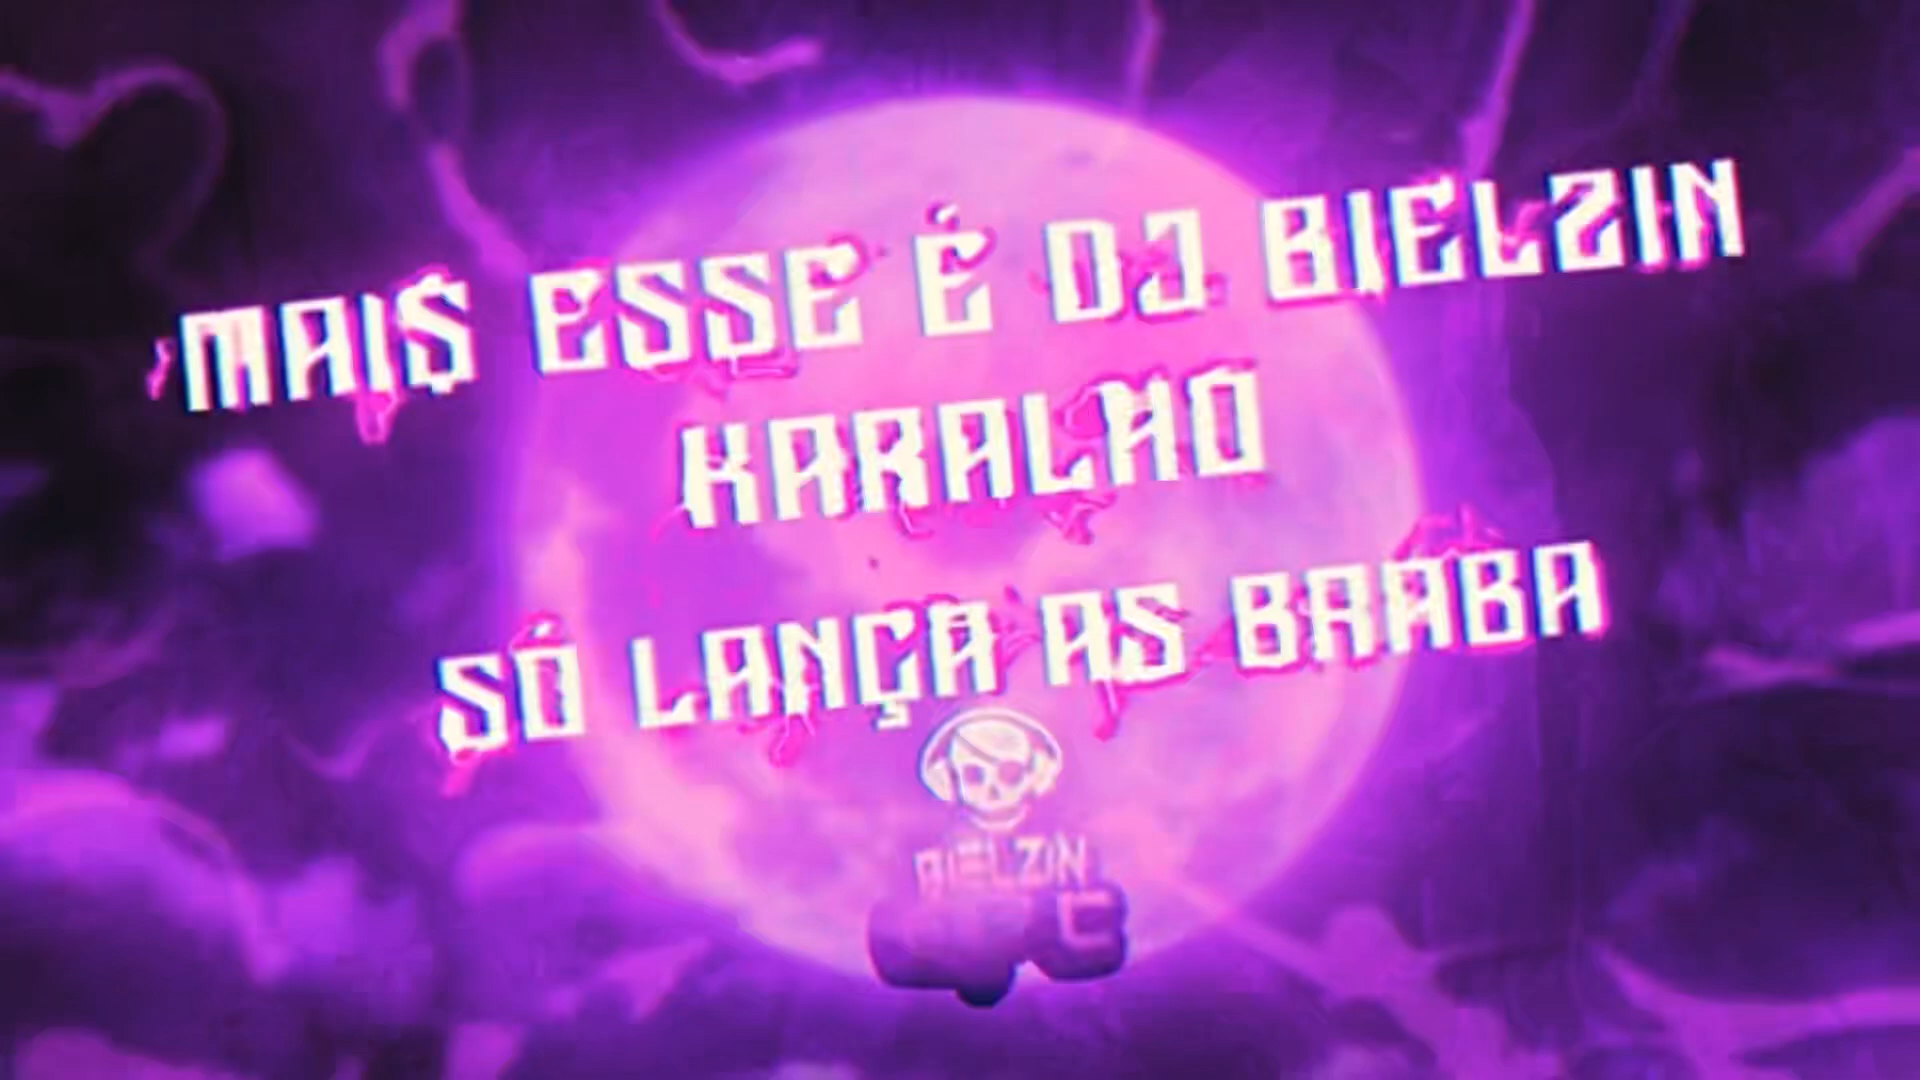 MAIS ESSE É DJ BIELZIN
KARALHO
SÓ LANÇA AS BRABA
BIELZIN